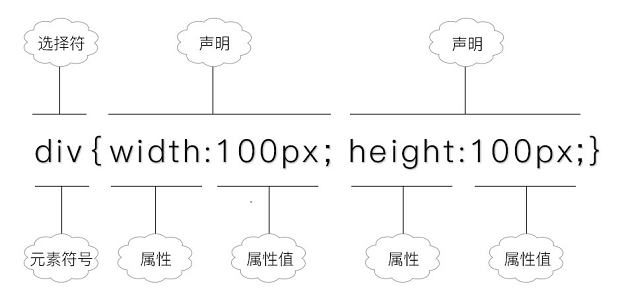 选择符 声明 声明
div{width:100px; height:100px;}
元素符号 属性 属性值 属性 属性值